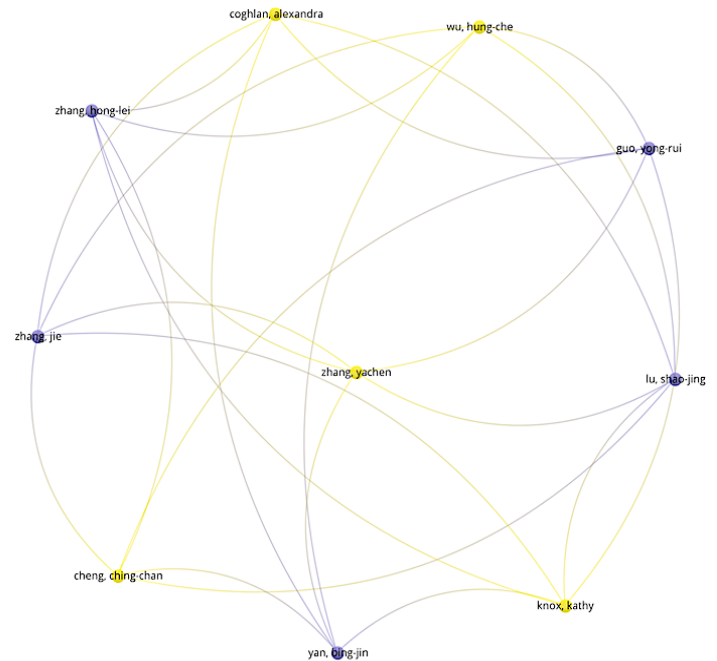 coghlan, alexandra
wu, hung-che
zhang, hong-lei
guo, yong-rui
zhang, jie
zhang, yachen
lu, shao-jing
cheng, ching-chan
knox, kathy
yan, bing-jin